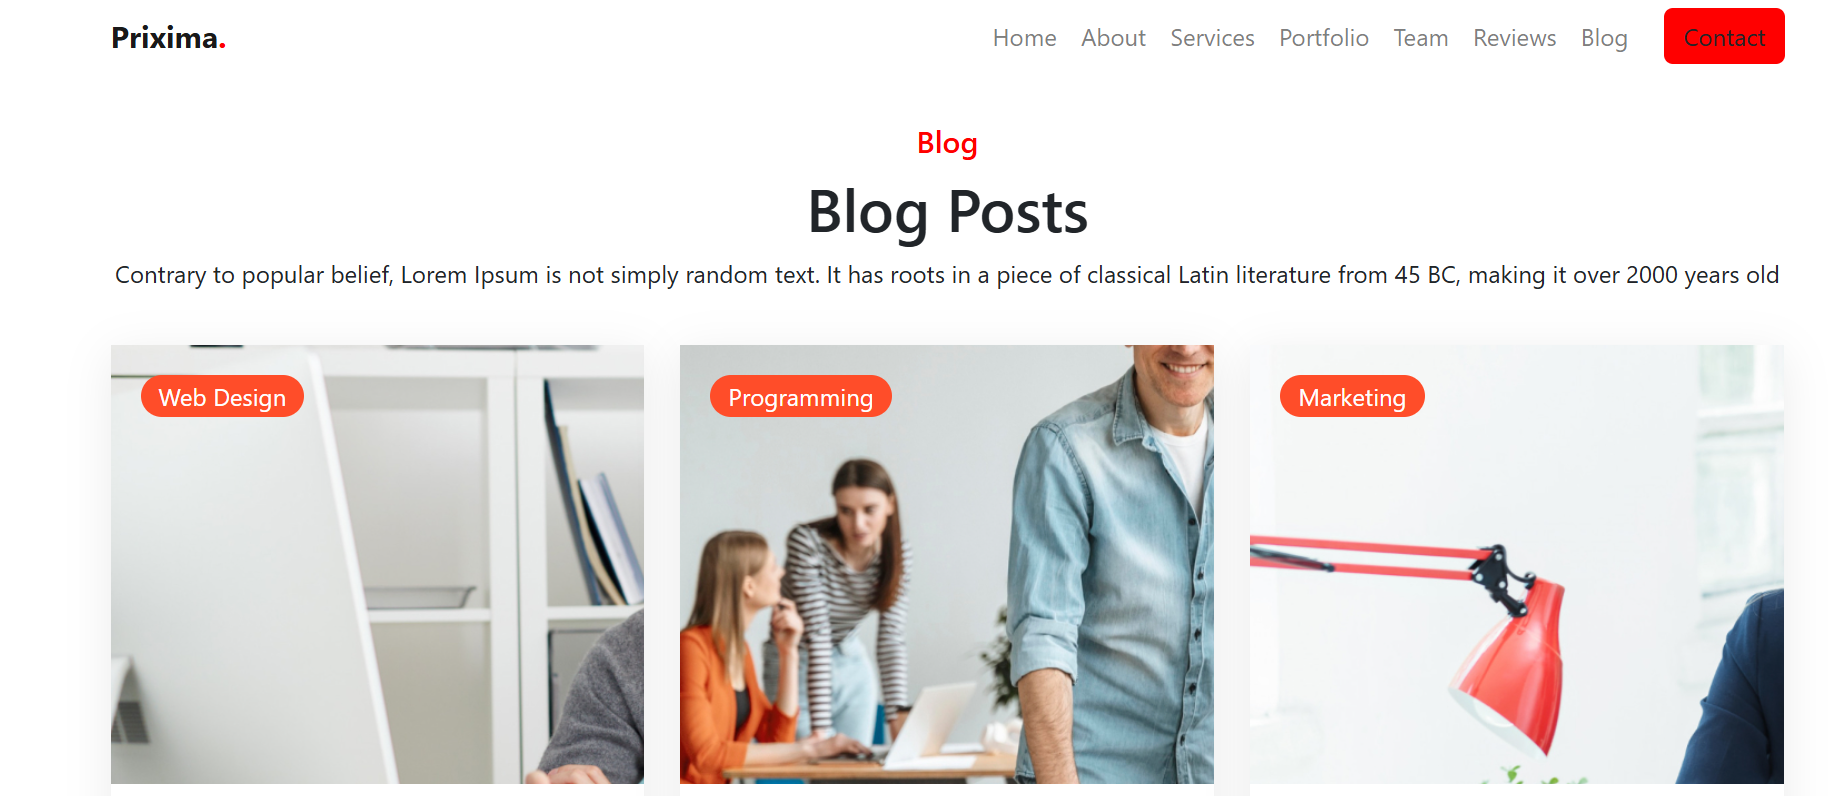 Prixima.
Home About Services Portfolio Team Reviews Blog Contact
Blog
Blog Posts
Contrary to popular belief, Lorem Ipsum is not simply random text. It has roots in a piece of classical Latin literature from 45 BC, making it over 2000 years old
Web Design
Programming
Marketing